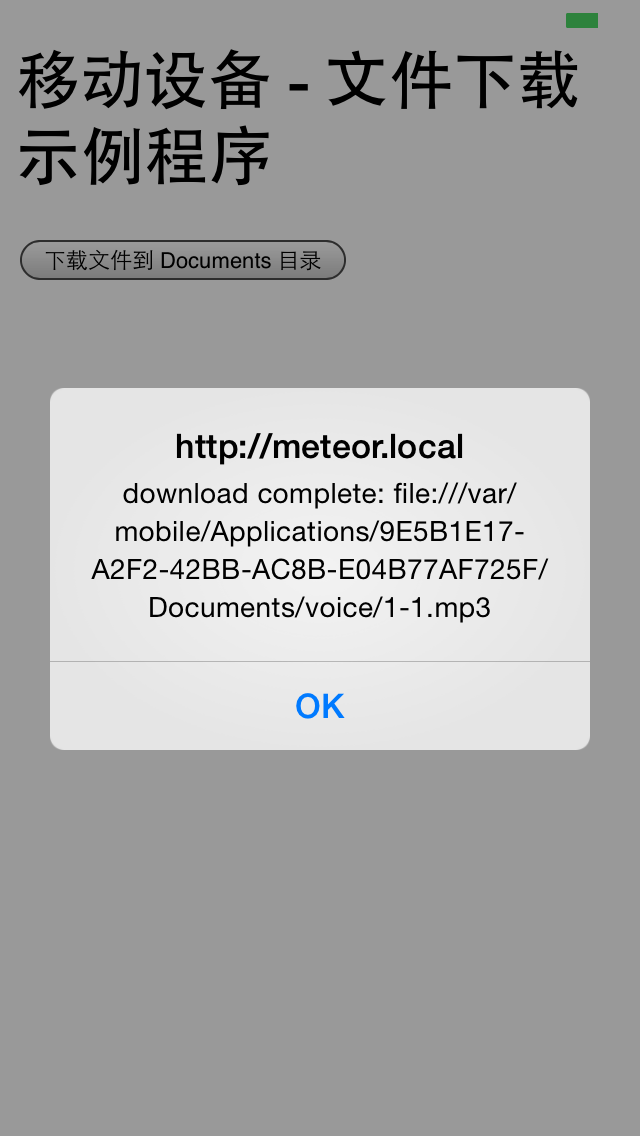 移动设备 - 文件下载
示例程序
下载文件到 Documents 目录
http://meteor.local
download complete: file:///var/
mobile/Applications/9E5B1E17-
A2F2-42BB-AC8B-E04B77AF725F/
Documents/voice/1-1.mp3
OK